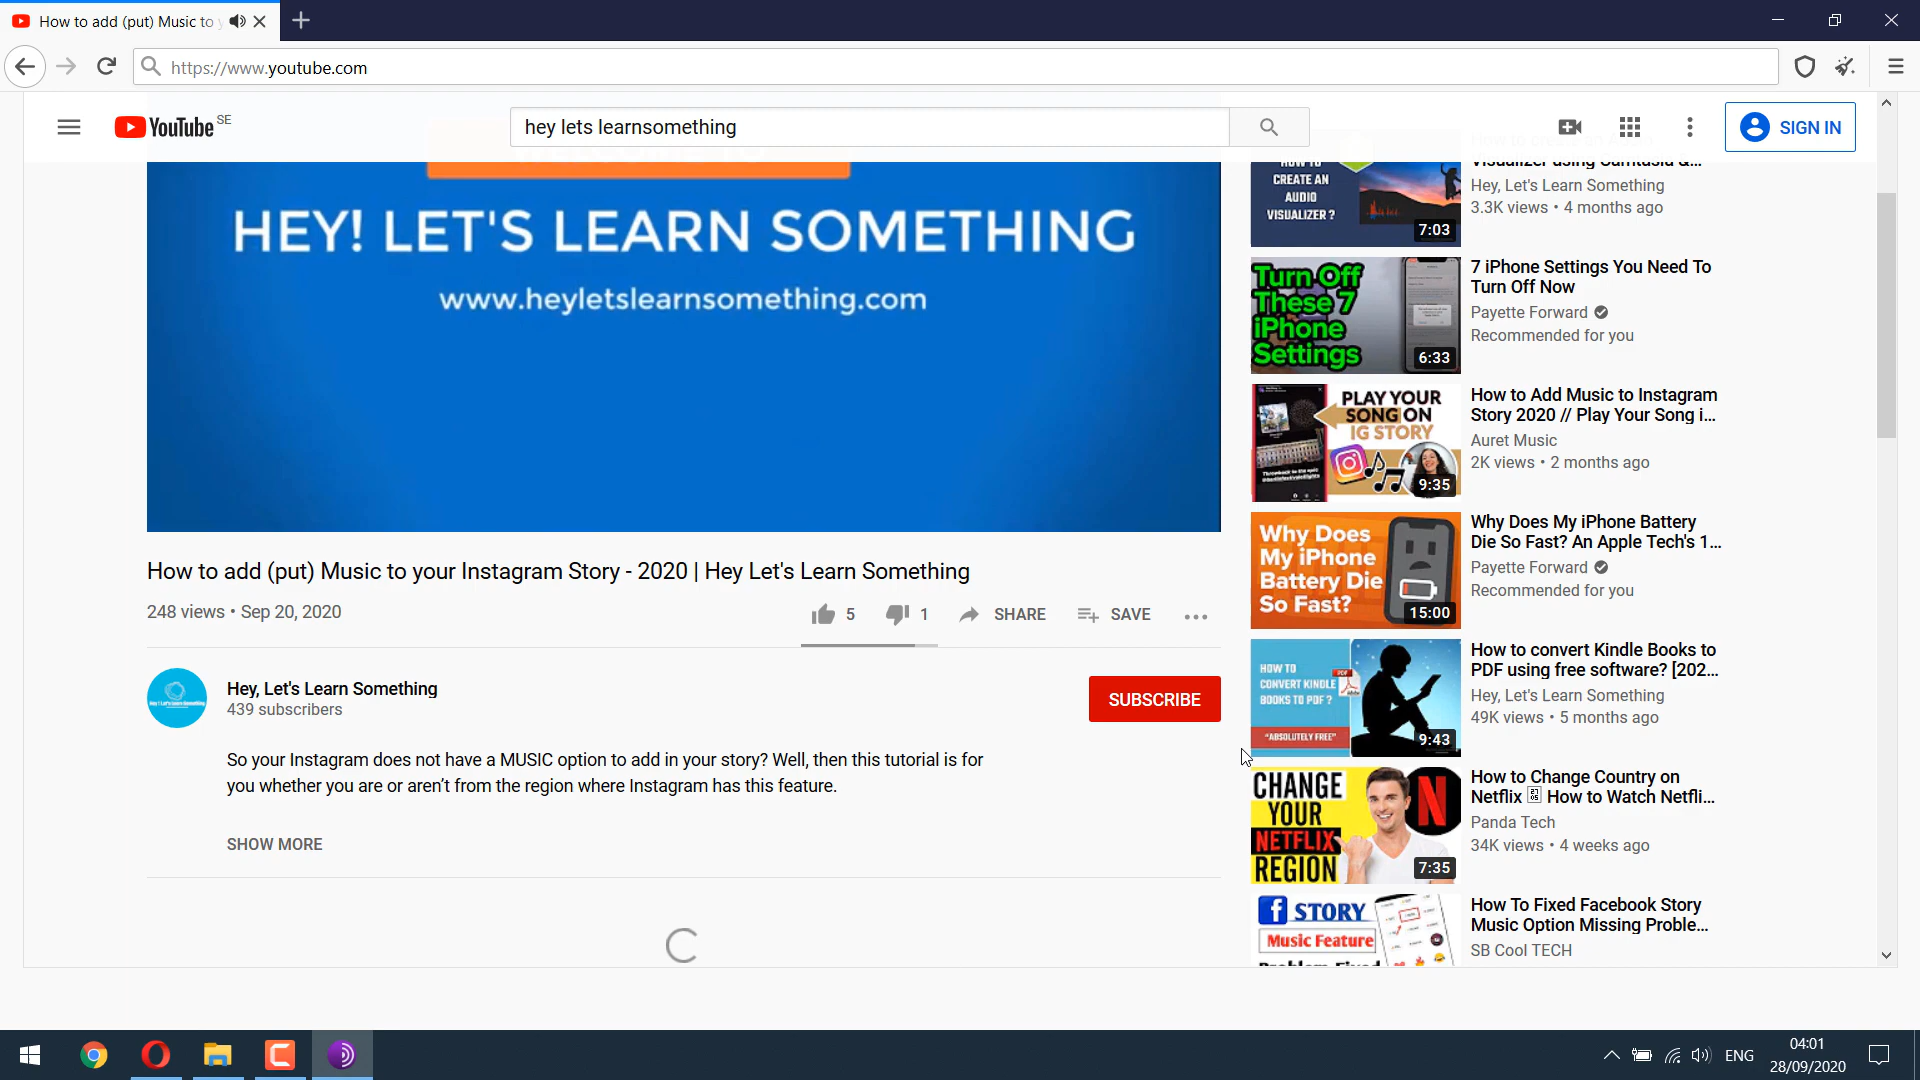 How to add (put) Music to y
https://www.youtube.com
YouTube SE
hey lets learnsomething
SIGN IN
HEY! LET'S LEARN SOMETHING
www.heyletslearnsomething.com
How to add (put) Music to your Instagram Story - 2020 | Hey Let's Learn Something
248 views • Sep 20, 2020
5
1
SHARE
SAVE
Hey, Let's Learn Something
439 subscribers
SUBSCRIBE
So your Instagram does not have a MUSIC option to add in your story? Well, then this tutorial is for
you whether you are or aren’t from the region where Instagram has this feature.
SHOW MORE
HOW TO
CREATE AN
AUDIO
VISUALIZER ?
7:03
Visualizer using Camtasia &...
Hey, Let's Learn Something
3.3K views • 4 months ago
Turn Off
These 7
iPhone
Settings
6:33
7 iPhone Settings You Need To
Turn Off Now
Payette Forward
Recommended for you
PLAY YOUR
SONG ON
IG STORY
9:35
How to Add Music to Instagram
Story 2020 // Play Your Song i...
Auret Music
2K views • 2 months ago
Why Does
My iPhone
Battery Die
So Fast?
15:00
Why Does My iPhone Battery
Die So Fast? An Apple Tech's 1...
Payette Forward
Recommended for you
HOW TO
CONVERT KINDLE
BOOKS TO PDF ?
PDF
"ABSOLUTELY FREE"
9:43
How to convert Kindle Books to
PDF using free software? [202...
Hey, Let's Learn Something
49K views • 5 months ago
CHANGE
YOUR
NETFLIX
REGION
N
7:35
How to Change Country on
Netflix How to Watch Netfli...
Panda Tech
34K views • 4 weeks ago
STORY
Music Feature
Problem Fixed
How To Fixed Facebook Story
Music Option Missing Proble...
SB Cool TECH
ENG
04:01
28/09/2020